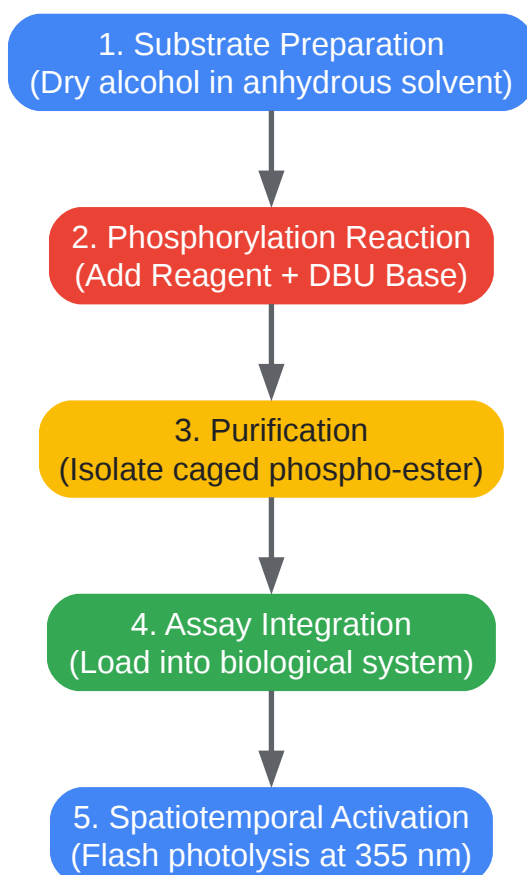 1. Substrate Preparation
(Dry alcohol in anhydrous solvent)
2. Phosphorylation Reaction
(Add Reagent + DBU Base)
3. Purification
(Isolate caged phospho-ester)
4. Assay Integration
(Load into biological system)
5. Spatiotemporal Activation
(Flash photolysis at 355 nm)